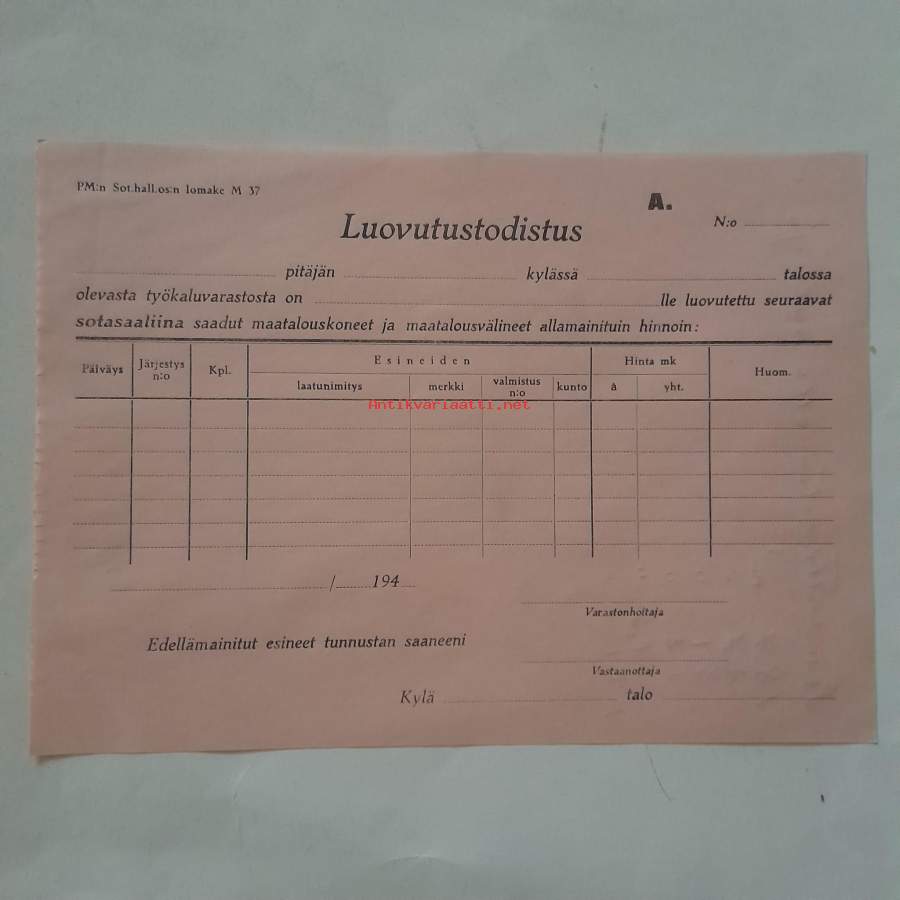 PM:n Sot.hall.os:n lomake M 37
A.
N:o
Luovutustodistus
pitäjän kylässä talossa
olevasta työkaluvarastosta on lle luovutettu seuraavat
sotasaaliina saadut maatalouskoneet ja maatalousvälineet allamainituin hinnoin:
Päiväys Järjestys n:o Kpl. Esineiden Hinta mk Huom.
laatunimitys merkki valmistus n:o kunto à yht.
Antikvariaatti.net
/ 194
Varastonhoitaja
Edellämainitut esineet tunnustan saaneeni
Vastaanottaja
Kylä talo